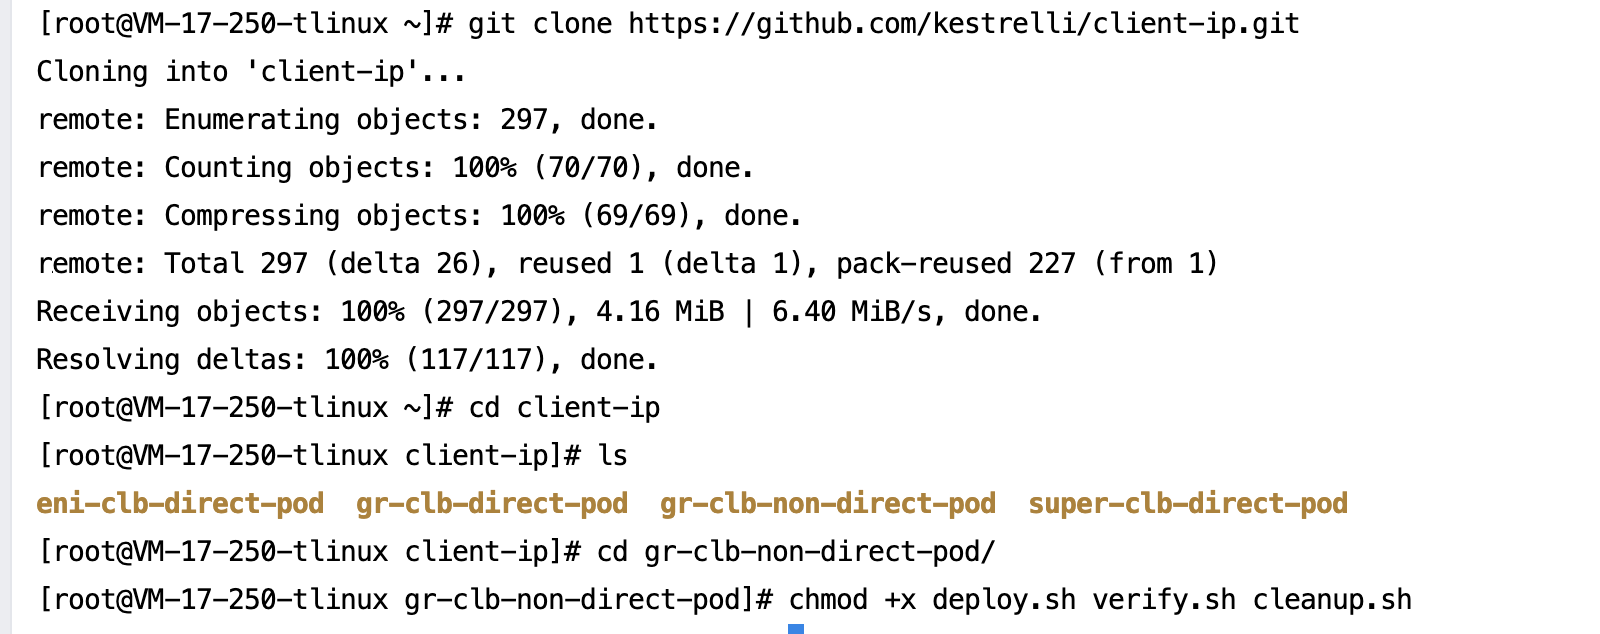 [root@VM-17-250-tlinux ~]# git clone https://github.com/kestrelli/client-ip.git
Cloning into 'client-ip'...
remote: Enumerating objects: 297, done.
remote: Counting objects: 100% (70/70), done.
remote: Compressing objects: 100% (69/69), done.
remote: Total 297 (delta 26), reused 1 (delta 1), pack-reused 227 (from 1)
Receiving objects: 100% (297/297), 4.16 MiB | 6.40 MiB/s, done.
Resolving deltas: 100% (117/117), done.
[root@VM-17-250-tlinux ~]# cd client-ip
[root@VM-17-250-tlinux client-ip]# ls
eni-clb-direct-pod  gr-clb-direct-pod  gr-clb-non-direct-pod  super-clb-direct-pod
[root@VM-17-250-tlinux client-ip]# cd gr-clb-non-direct-pod/
[root@VM-17-250-tlinux gr-clb-non-direct-pod]# chmod +x deploy.sh verify.sh cleanup.sh